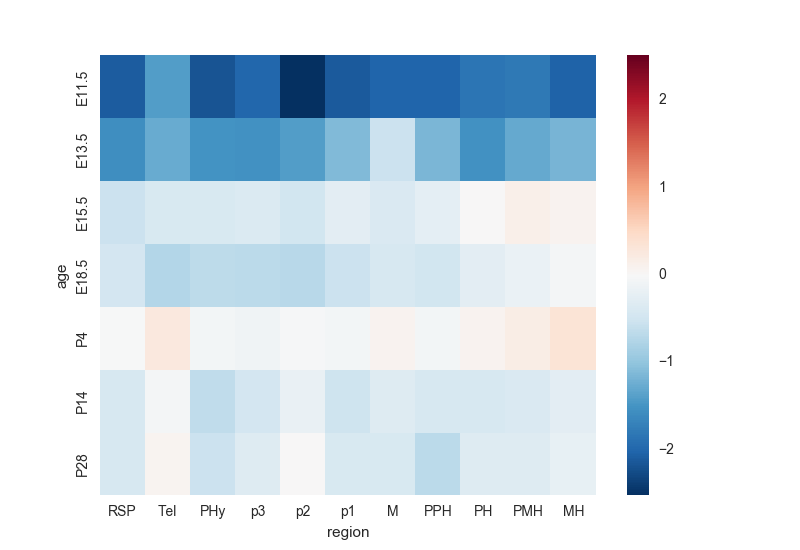 age
E11.5
E13.5
E15.5
E18.5
P4
P14
P28
RSP Tel PHy p3 p2 p1 M PPH PH PMH MH
region
2
1
0
−1
−2